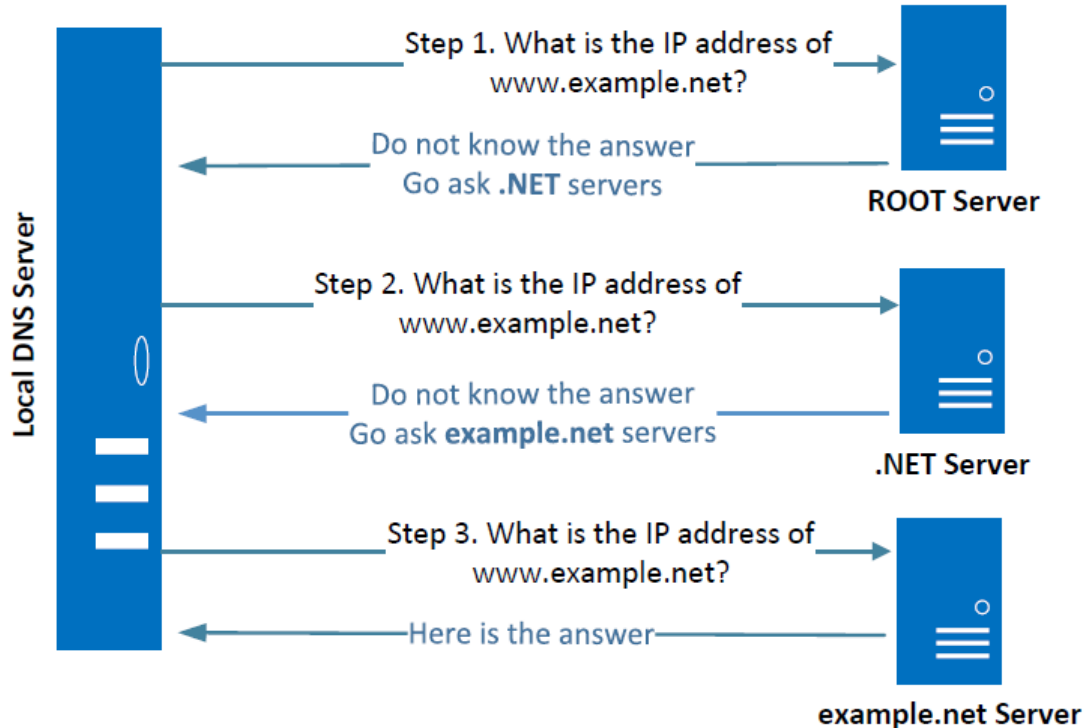 Local DNS Server
Step 1. What is the IP address of
www.example.net?
Do not know the answer
Go ask .NET servers
ROOT Server
Step 2. What is the IP address of
www.example.net?
Do not know the answer
Go ask example.net servers
.NET Server
Step 3. What is the IP address of
www.example.net?
Here is the answer
example.net Server